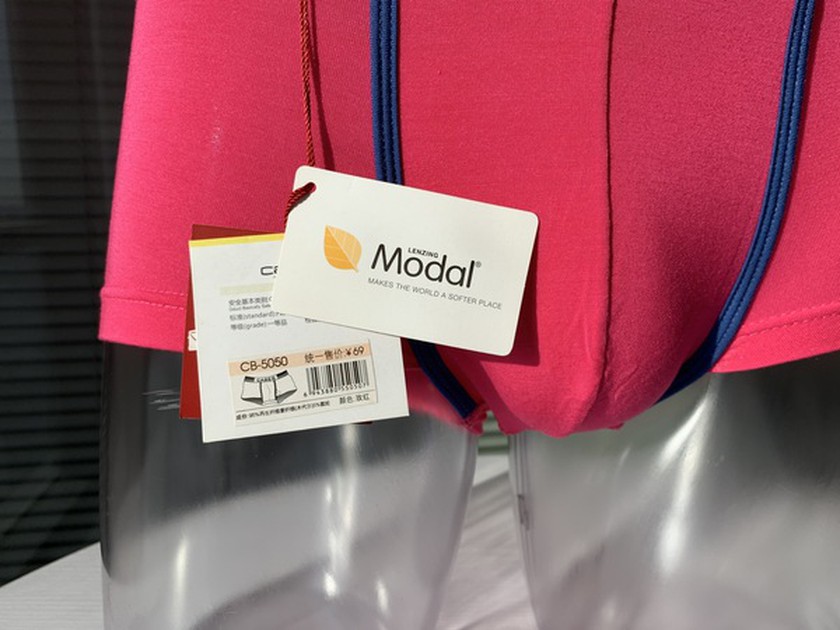 LENZING
Modal®
MAKES THE WORLD A SOFTER PLACE
安全基本类别
标准(standard)
等级(grade):一等品
CB-5050 统一售价:¥69
6943880550507
颜色:玫红